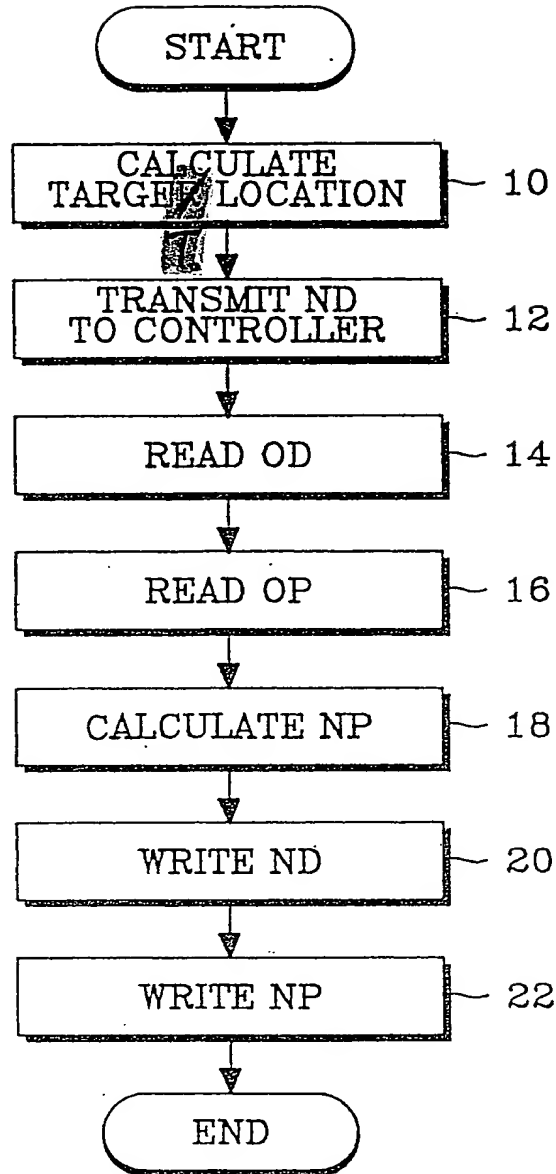 START
CALCULATE
TARGET LOCATION
10
TRANSMIT ND
TO CONTROLLER
12
READ OD
14
READ OP
16
CALCULATE NP
18
WRITE ND
20
WRITE NP
22
END